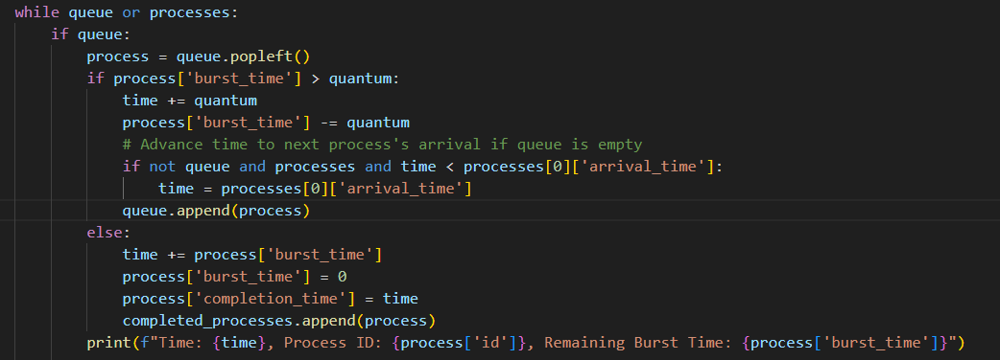 while queue or processes:
if queue:
process = queue.popleft()
if process['burst_time'] > quantum:
time += quantum
process['burst_time'] -= quantum
# Advance time to next process's arrival if queue is empty
if not queue and processes and time < processes[0]['arrival_time']:
time = processes[0]['arrival_time']
queue.append(process)
else:
time += process['burst_time']
process['burst_time'] = 0
process['completion_time'] = time
completed_processes.append(process)
print(f"Time: {time}, Process ID: {process['id']}, Remaining Burst Time: {process['burst_time']}")